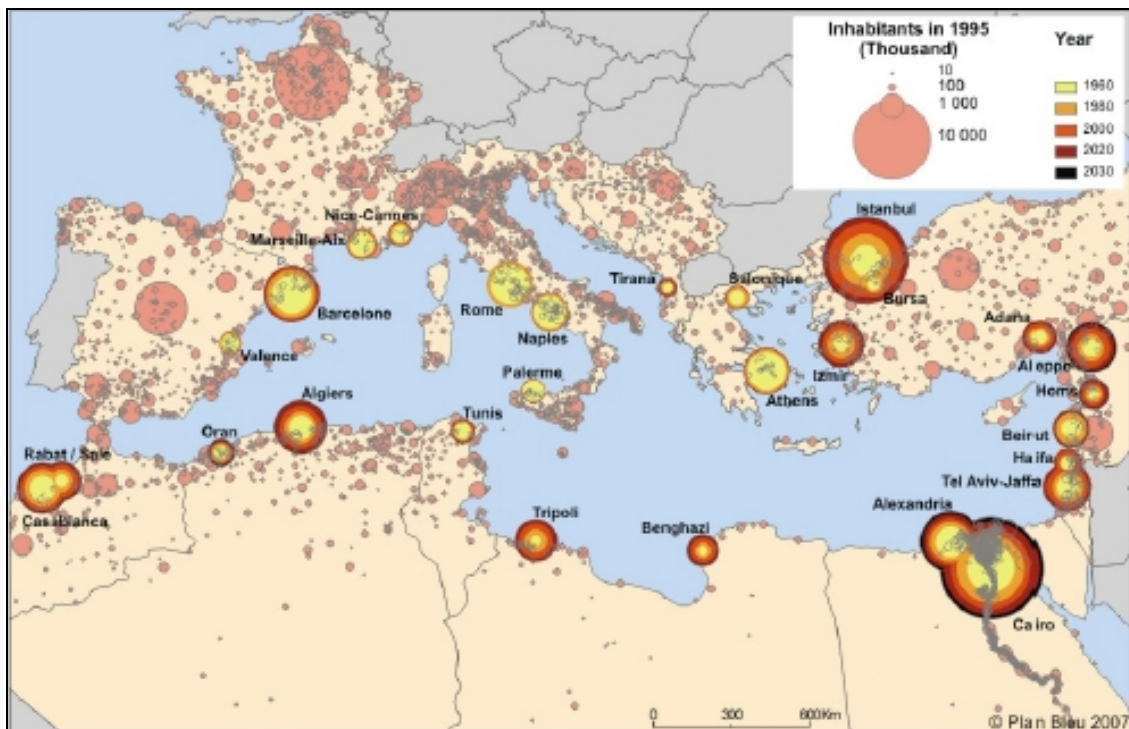 Inhabitants in 1995
(Thousand)
10
100
1 000
10 000
Year
1960
1980
2000
2020
2030
Istanbul
Nice-Cannes
Marseille-Aix
Tirana
Salonique
Bursa
Barcelone
Rome
Adana
Naples
Valence
Izmir
Aleppo
Palerme
Athens
Homs
Algiers
Tunis
Oran
Beirut
Rabat / Sale
Haifa
Tel Aviv-Jaffa
Alexandria
Casablanca
Tripoli
Benghazi
Cairo
0 300 600Km
© Plan Bleu 2007